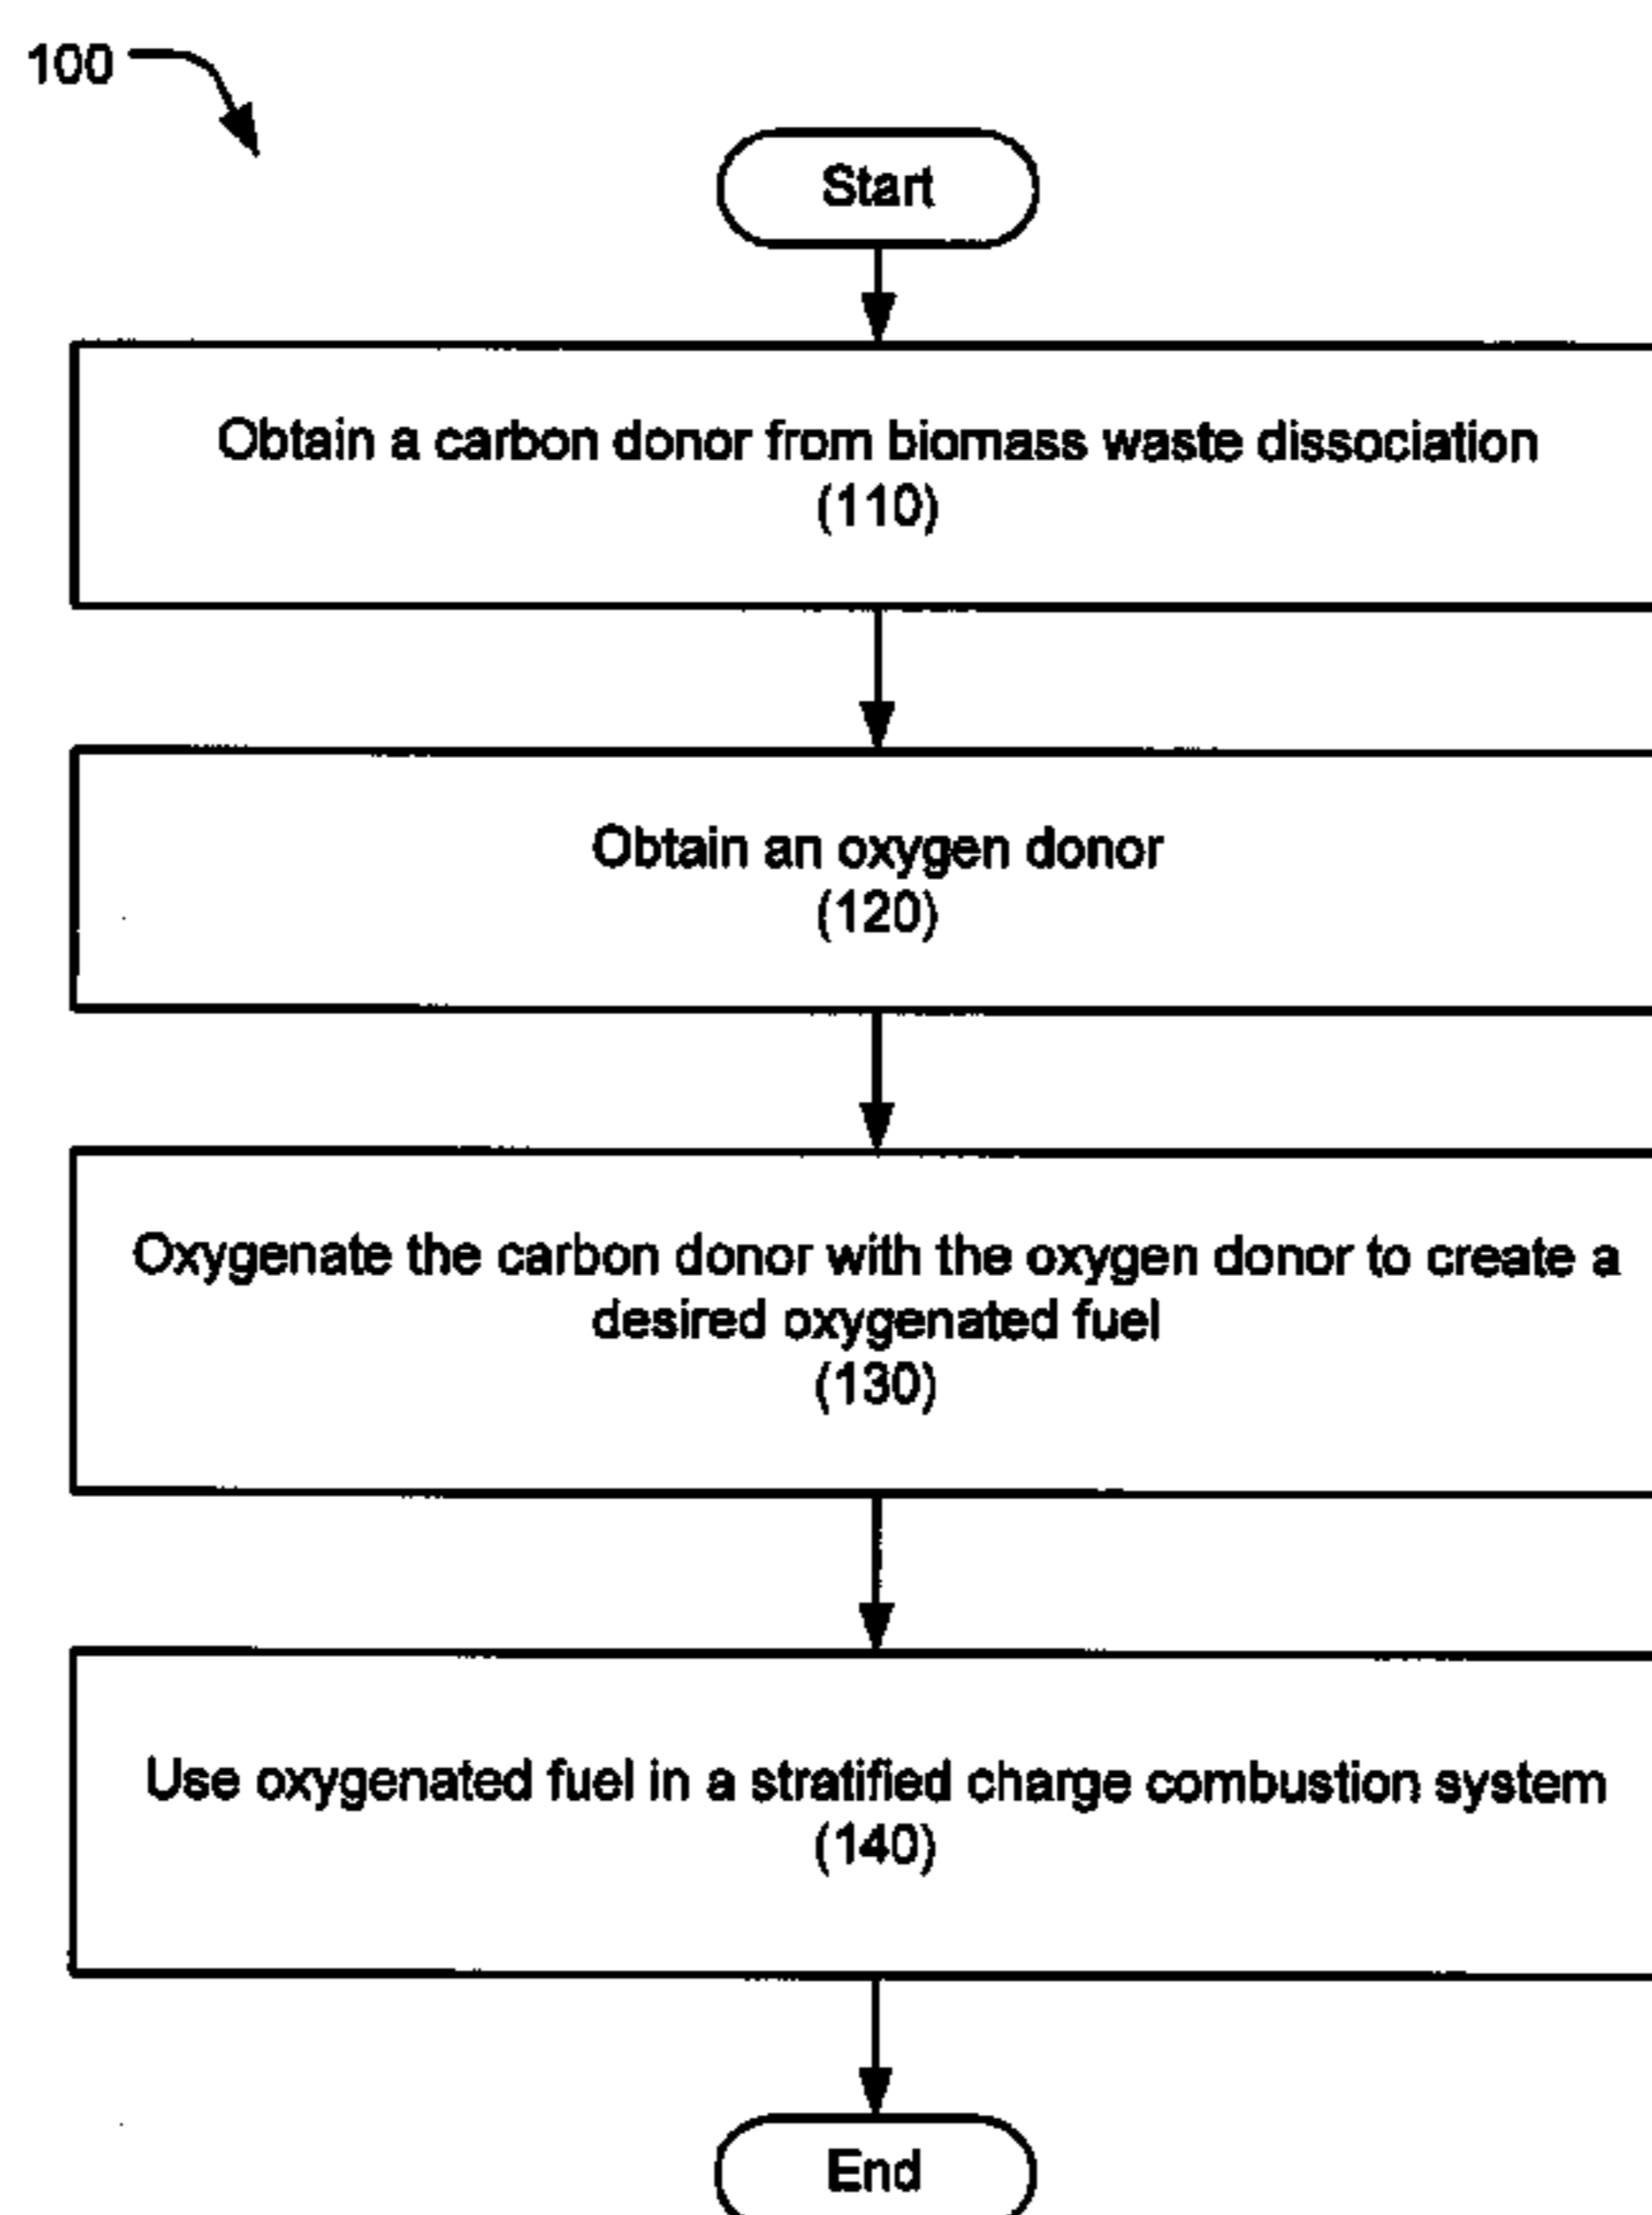 100
Start
Obtain a carbon donor from biomass waste dissociation
(110)
Obtain an oxygen donor
(120)
Oxygenate the carbon donor with the oxygen donor to create a
desired oxygenated fuel
(130)
Use oxygenated fuel in a stratified charge combustion system
(140)
End